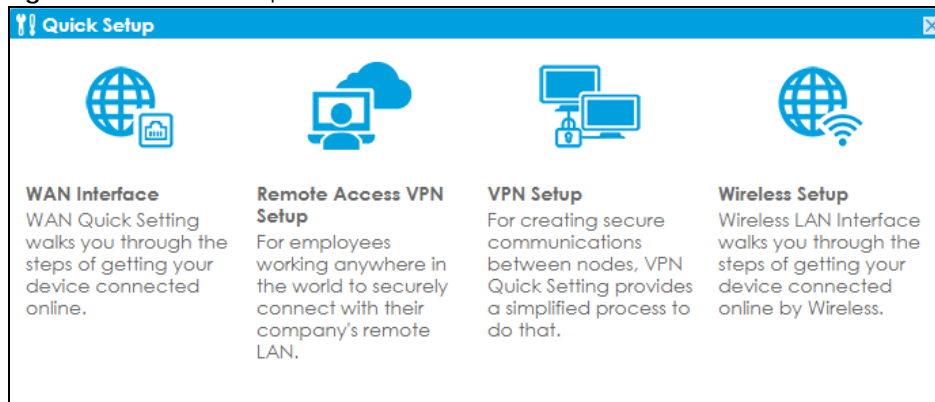 Quick Setup
WAN Interface
WAN Quick Setting
walks you through the
steps of getting your
device connected
online.
Remote Access VPN
Setup
For employees
working anywhere in
the world to securely
connect with their
company's remote
LAN.
VPN Setup
For creating secure
communications
between nodes, VPN
Quick Setting provides
a simplified process to
do that.
Wireless Setup
Wireless LAN Interface
walks you through the
steps of getting your
device connected
online by Wireless.